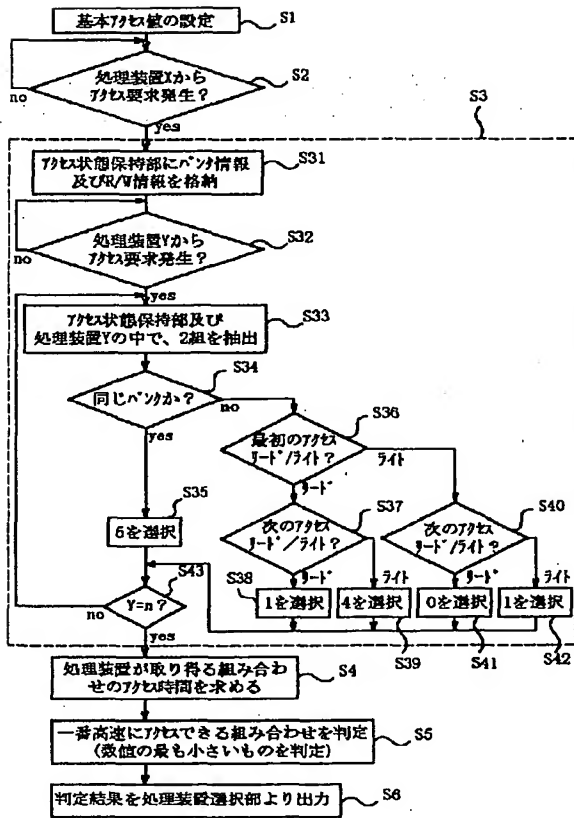 基本アクセス値の設定
S1
処理装置Xから
アクセス要求発生?
S2
no
yes
S3
アクセス状態保持部にバンク情報
及びR/W情報を格納
S31
処理装置Yから
アクセス要求発生?
S32
no
yes
アクセス状態保持部及び
処理装置Yの中で、2組を抽出
S33
同じバンクか?
S34
no
yes
最初のアクセス
リード/ライト?
S36
ライト
リード
S35
5を選択
次のアクセス
リード/ライト?
S37
次のアクセス
リード/ライト?
S40
リード
ライト
リード
ライト
S38
1を選択
4を選択
0を選択
1を選択
S39
S41
S42
S43
Y=n?
no
yes
処理装置が取り得る組み合わ
せのアクセス時間を求める
S4
一番高速にアクセスできる組み合わせを判定
(数値の最も小さいものを判定)
S5
判定結果を処理装置選択部より出力
S6